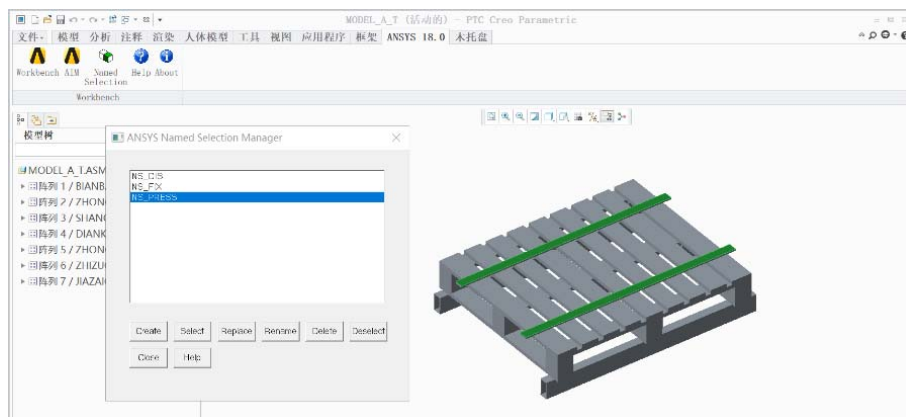 MODEL_A_T (活动的) - PTC Creo Parametric
文件 模型 分析 注释 渲染 人体模型 工具 视图 应用程序 框架 ANSYS 18.0 木托盘
Workbench AIM Named Selection Help About
Workbench
模型树
ANSYS Named Selection Manager
MODEL_A_T.ASM
阵列 1 / BIANB
阵列 2 / ZHON
阵列 3 / SHANG
阵列 4 / DIANK
阵列 5 / ZHON
阵列 6 / ZHIZU
阵列 7 / JIAZAI
NS_DIS
NS_FIX
NS_PRESS
Create Select Replace Rename Delete Deselect
Close Help